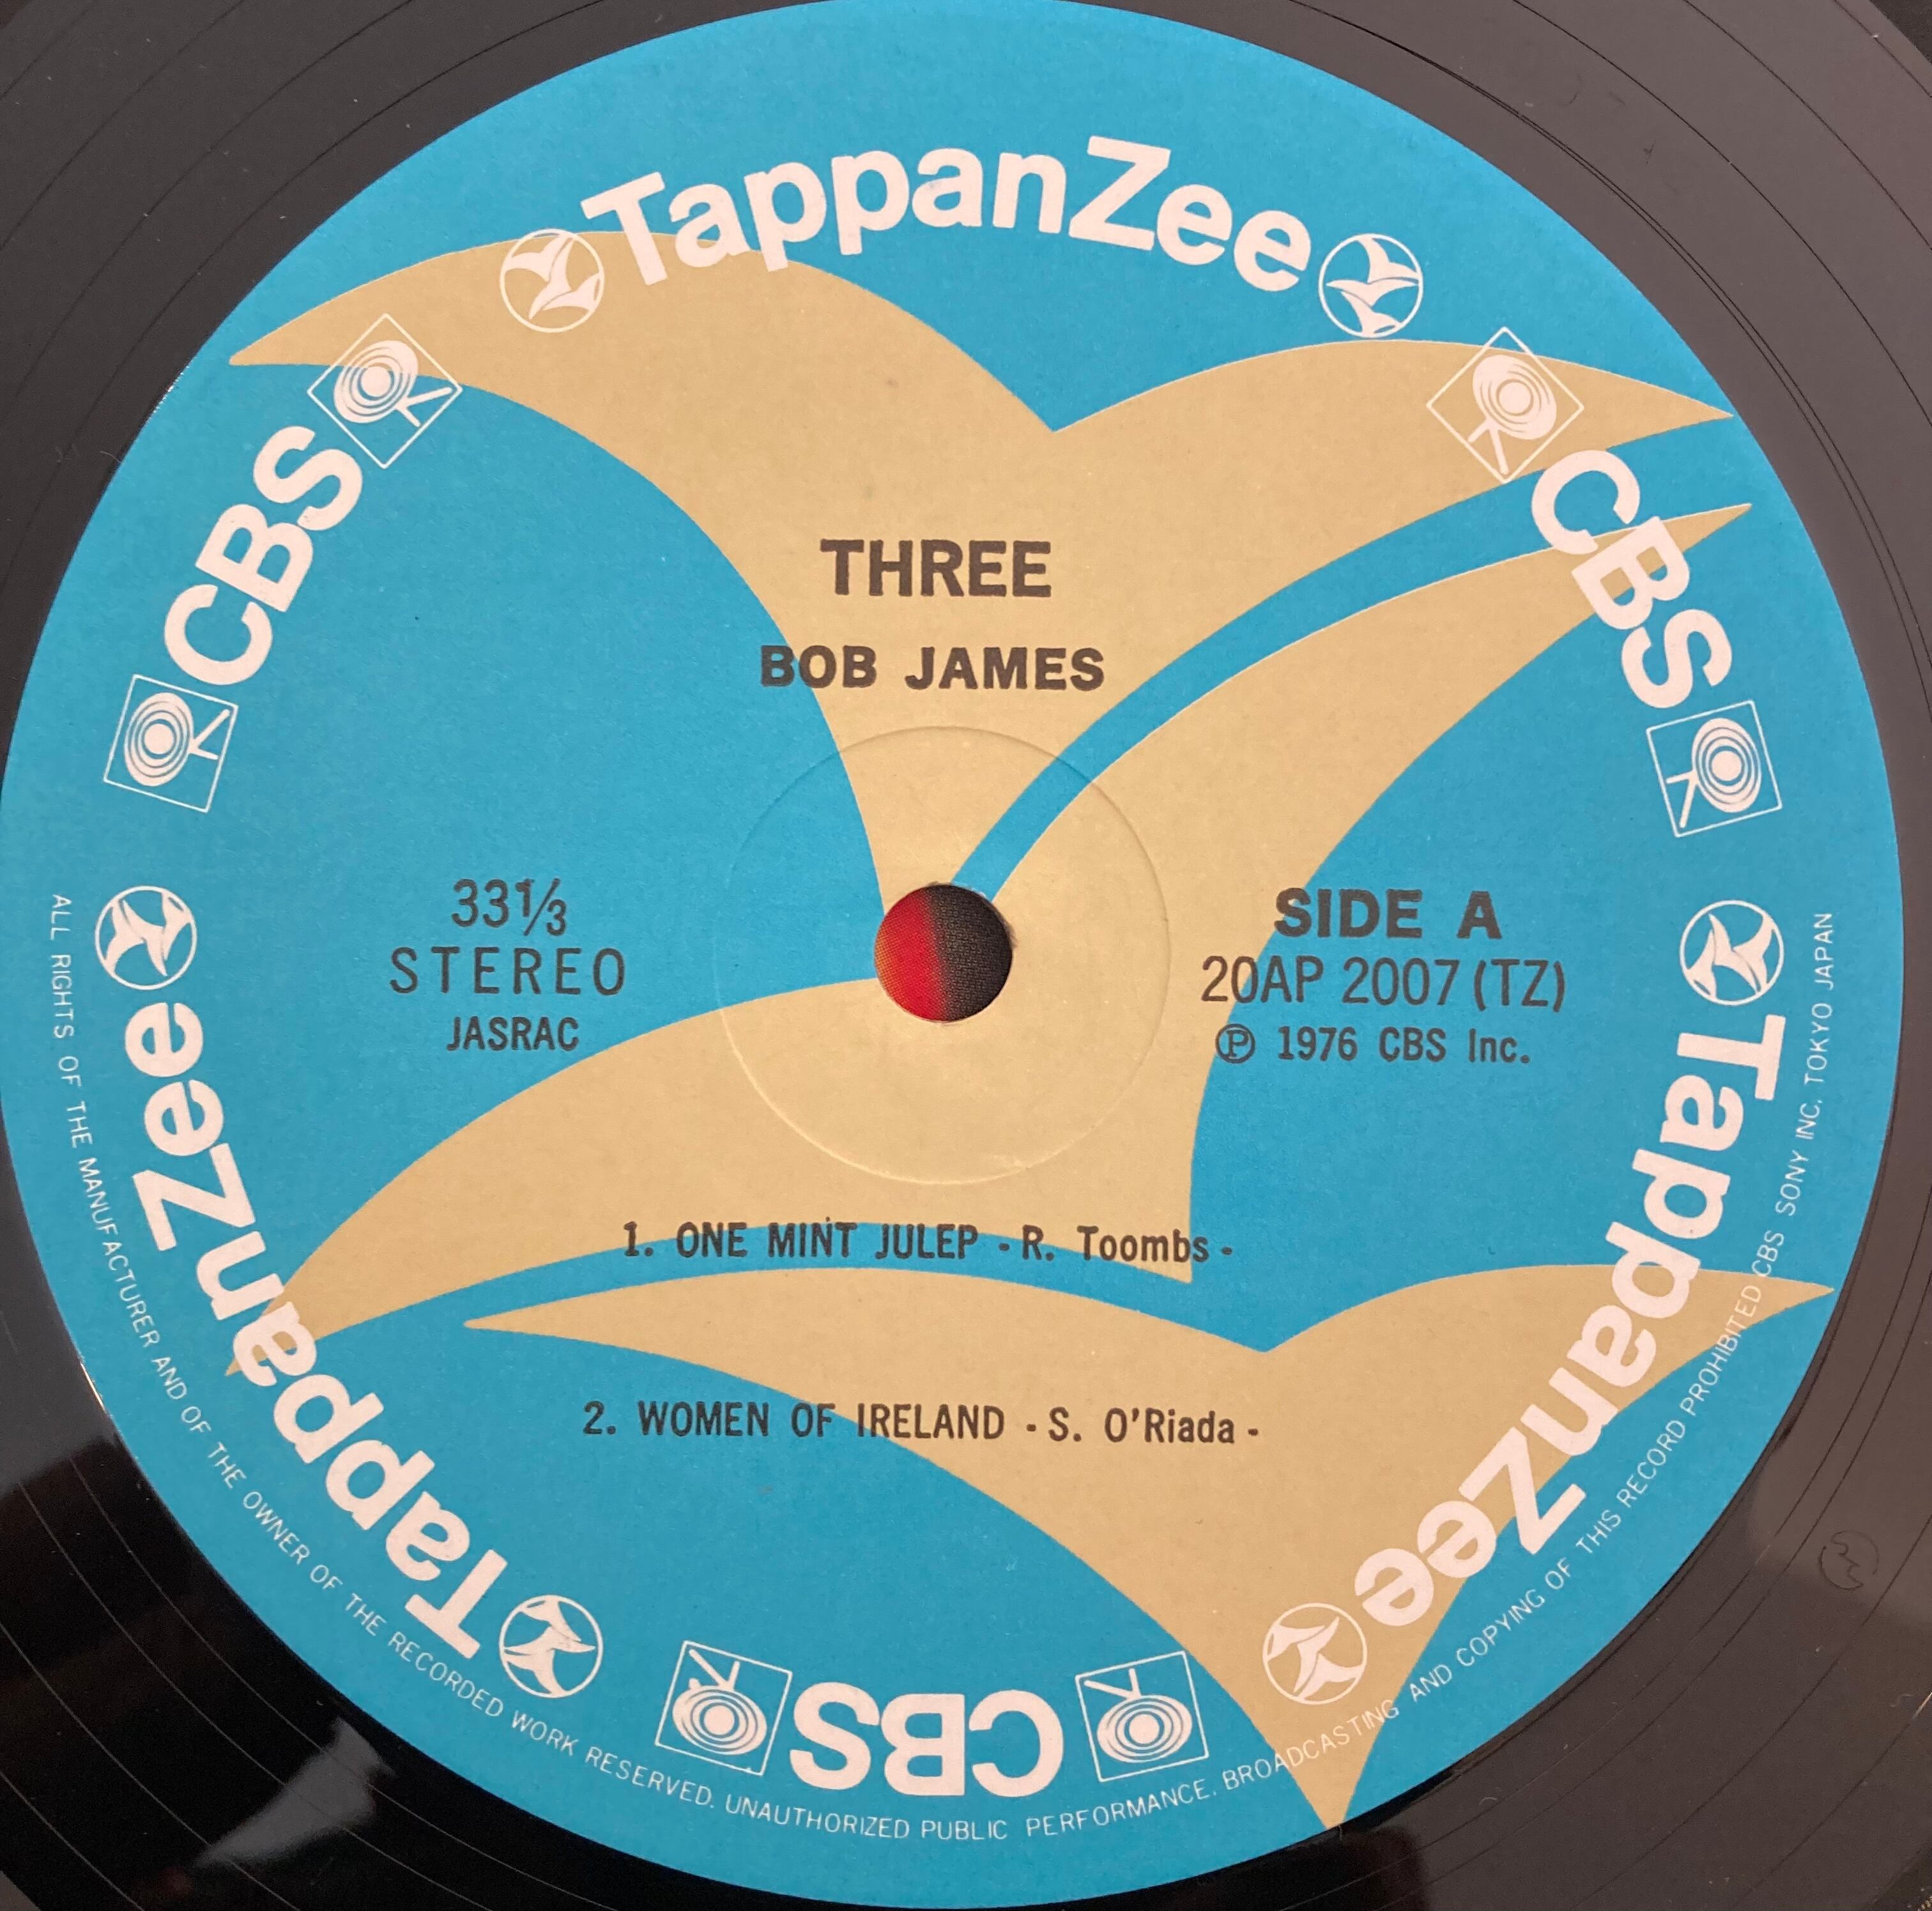 TappanZee
CBS
CBS
THREE
BOB JAMES
33⅓
STEREO
JASRAC
SIDE A
20AP 2007 (TZ)
Ⓟ 1976 CBS Inc.
1. ONE MINT JULEP - R. Toombs -
2. WOMEN OF IRELAND - S. O'Riada -
TappanZee
TappanZee
CBS
ALL RIGHTS OF THE MANUFACTURER AND OF THE OWNER OF THE RECORDED WORK RESERVED. UNAUTHORIZED PUBLIC PERFORMANCE. BROADCASTING AND COPYING OF THIS RECORD PROHIBITED CBS SONY INC. TOKYO JAPAN